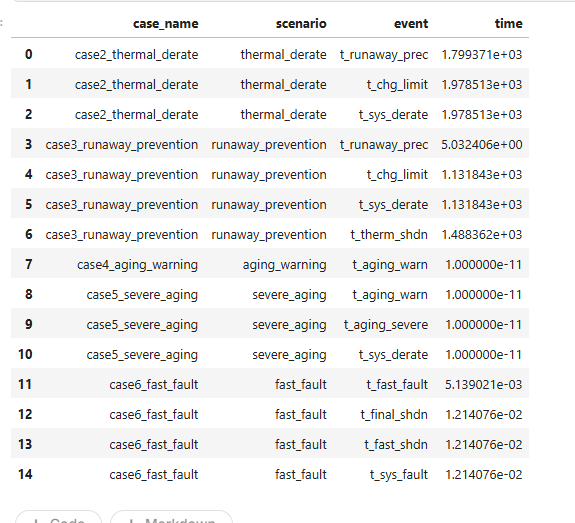 case_name scenario event time
0 case2_thermal_derate thermal_derate t_runaway_prec 1.799371e+03
1 case2_thermal_derate thermal_derate t_chg_limit 1.978513e+03
2 case2_thermal_derate thermal_derate t_sys_derate 1.978513e+03
3 case3_runaway_prevention runaway_prevention t_runaway_prec 5.032406e+00
4 case3_runaway_prevention runaway_prevention t_chg_limit 1.131843e+03
5 case3_runaway_prevention runaway_prevention t_sys_derate 1.131843e+03
6 case3_runaway_prevention runaway_prevention t_therm_shdn 1.488362e+03
7 case4_aging_warning aging_warning t_aging_warn 1.000000e-11
8 case5_severe_aging severe_aging t_aging_warn 1.000000e-11
9 case5_severe_aging severe_aging t_aging_severe 1.000000e-11
10 case5_severe_aging severe_aging t_sys_derate 1.000000e-11
11 case6_fast_fault fast_fault t_fast_fault 5.139021e-03
12 case6_fast_fault fast_fault t_final_shdn 1.214076e-02
13 case6_fast_fault fast_fault t_fast_shdn 1.214076e-02
14 case6_fast_fault fast_fault t_sys_fault 1.214076e-02
+ Code + Markdown